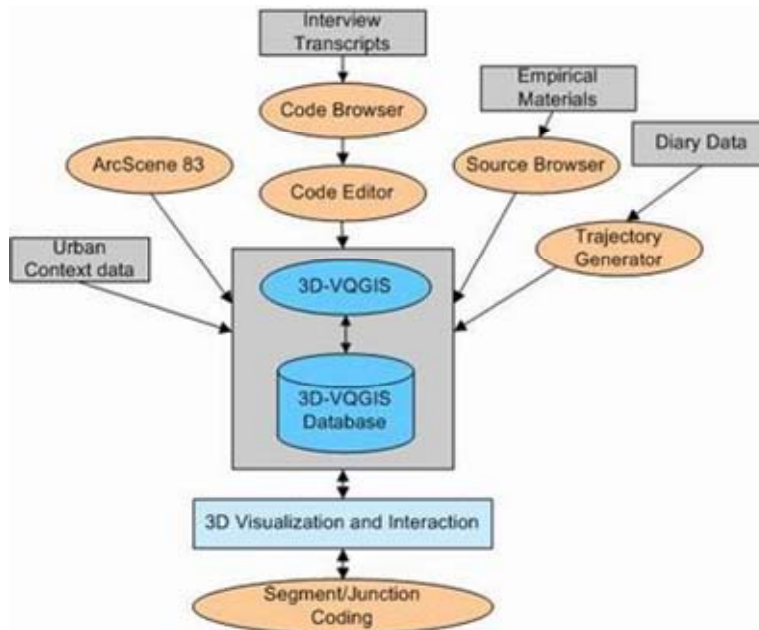 Interview
Transcripts
Code Browser
Empirical
Materials
ArcScene 83
Code Editor
Source Browser
Diary Data
Urban
Context data
Trajectory
Generator
3D-VQGIS
3D-VQGIS
Database
3D Visualization and Interaction
Segment/Junction
Coding